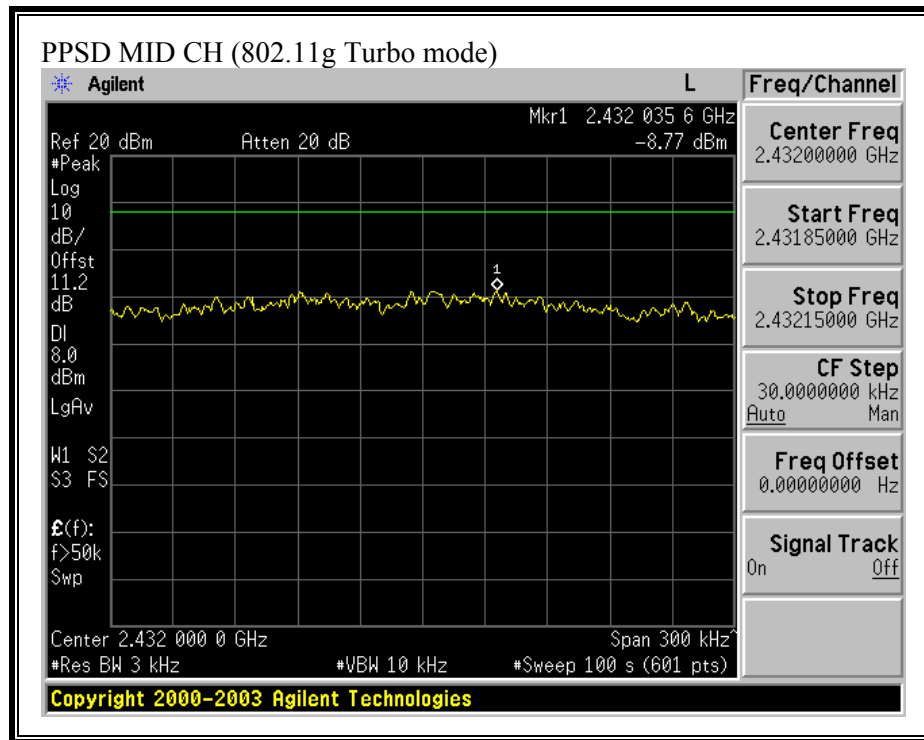 PPSD MID CH (802.11g Turbo mode)
Agilent L Freq/Channel
Mkr1 2.432 035 6 GHz
Ref 20 dBm Atten 20 dB -8.77 dBm
#Peak
Log
10
dB/
Offst
11.2
dB
DI
8.0
dBm
LgAv
W1 S2
S3 FS
£(f):
f>50k
Swp
1
Center 2.432 000 0 GHz Span 300 kHz^
#Res BW 3 kHz #VBW 10 kHz #Sweep 100 s (601 pts)
Center Freq
2.43200000 GHz
Start Freq
2.43185000 GHz
Stop Freq
2.43215000 GHz
CF Step
30.0000000 kHz
Auto Man
Freq Offset
0.00000000 Hz
Signal Track
On Off
Copyright 2000-2003 Agilent Technologies